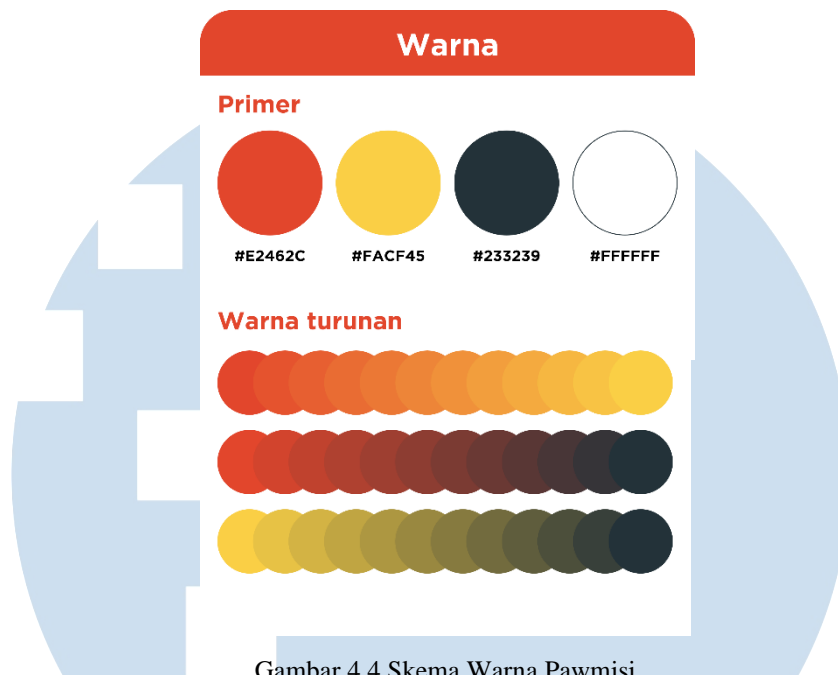 Warna
Primer
#E2462C #FACF45 #233239 #FFFFFF
Warna turunan
Gambar 4.4 Skema Warna Pawmisi